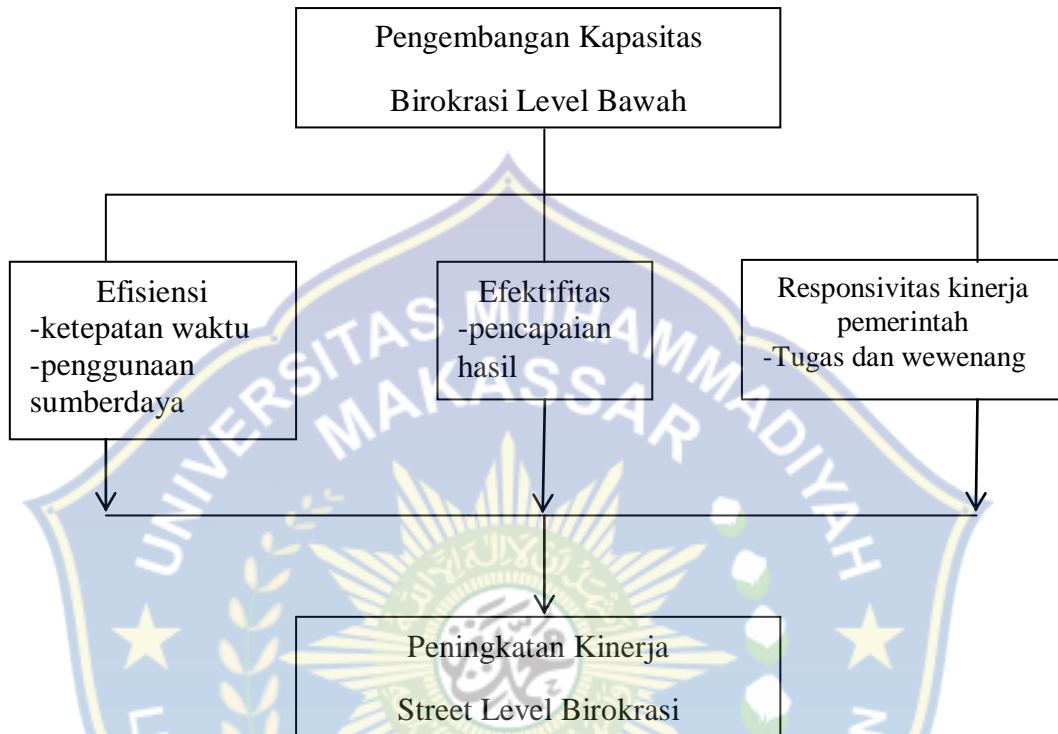 Pengembangan Kapasitas
Birokrasi Level Bawah
Efisiensi
-ketepatan waktu
-penggunaan
sumberdaya
Efektifitas
-pencapaian
hasil
Responsivitas kinerja
pemerintah
-Tugas dan wewenang
UNIVERSITAS MUHAMMADIYAH
MAKASSAR
Peningkatan Kinerja
Street Level Birokrasi